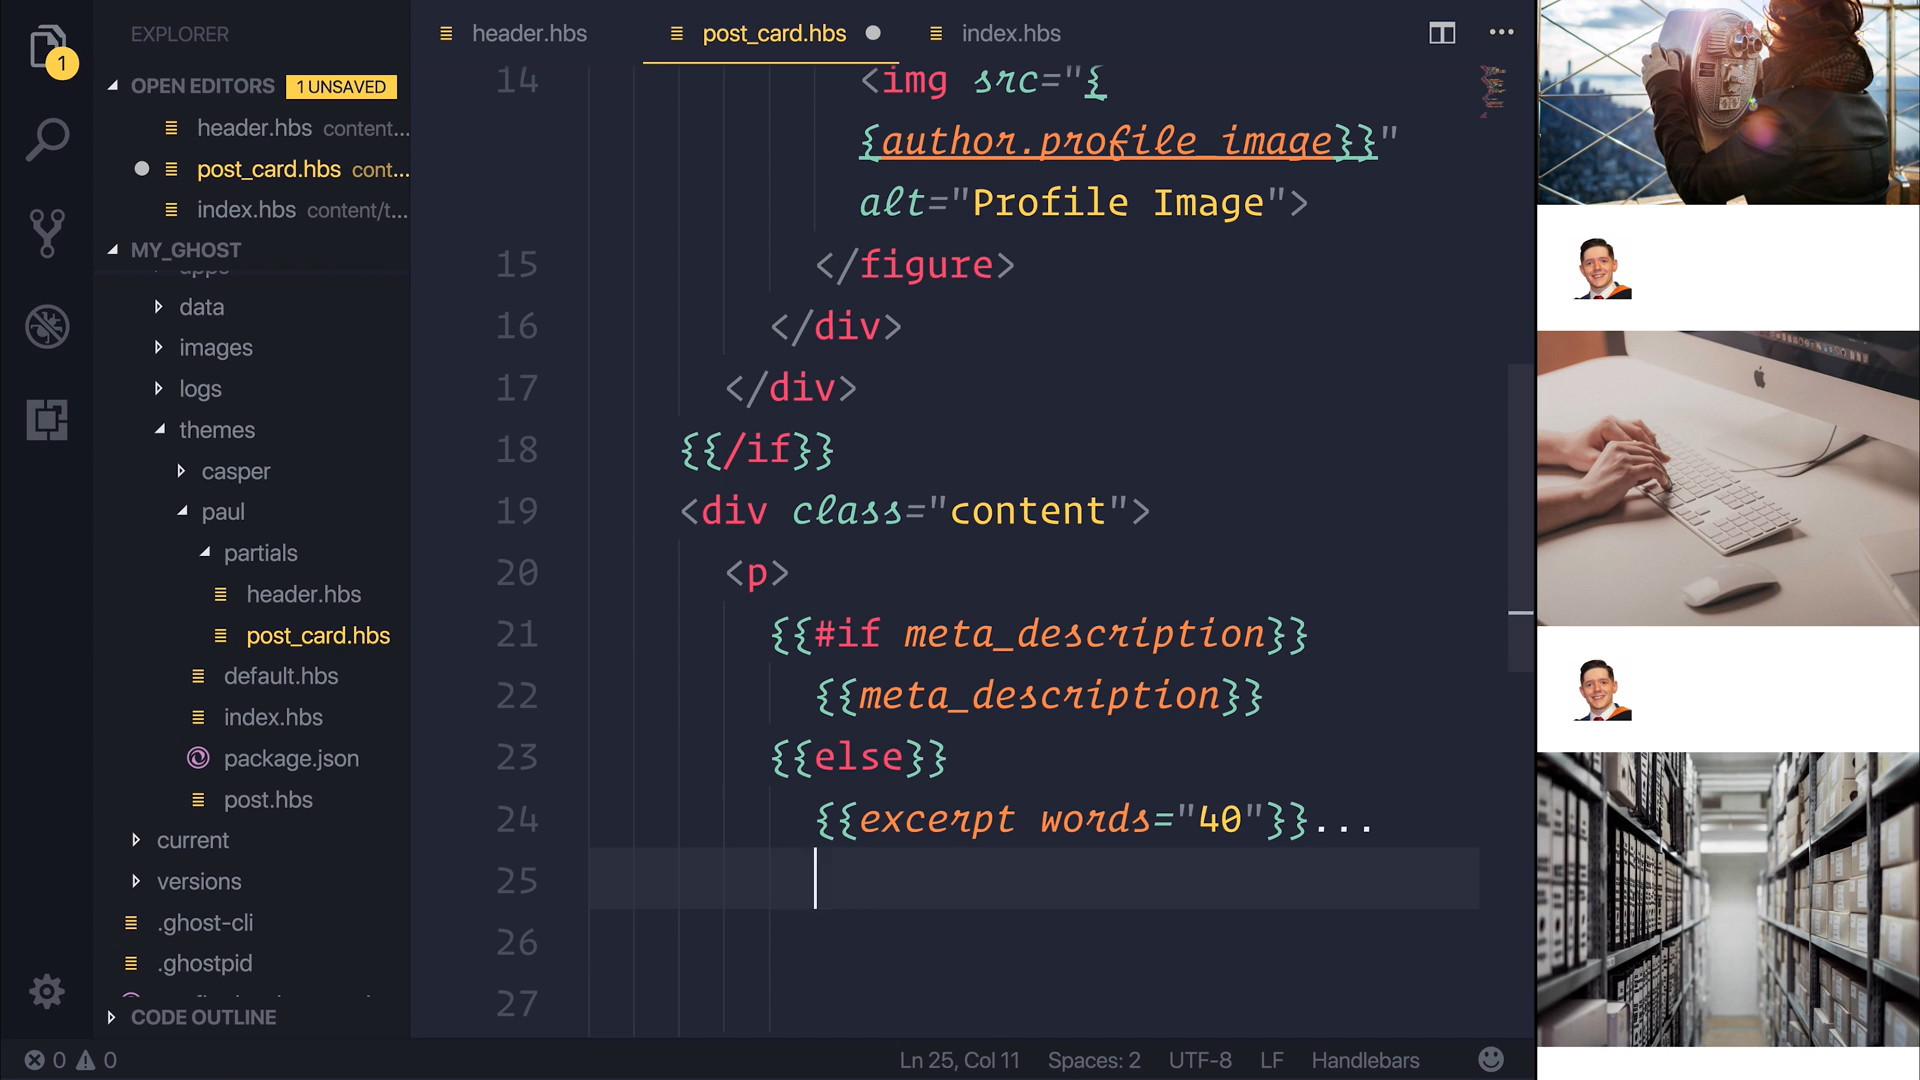 EXPLORER
OPEN EDITORS 1 UNSAVED
header.hbs content...
post_card.hbs cont...
index.hbs content/t...
MY_GHOST
apps
data
images
logs
themes
casper
paul
partials
header.hbs
post_card.hbs
default.hbs
index.hbs
package.json
post.hbs
current
versions
.ghost-cli
.ghostpid
CODE OUTLINE
1
header.hbs
post_card.hbs
index.hbs
14 <img src="{
{author.profile_image}}"
alt="Profile Image">
15 </figure>
16 </div>
17 </div>
18 {{/if}}
19 <div class="content">
20 <p>
21 {{#if meta_description}}
22 {{meta_description}}
23 {{else}}
24 {{excerpt words="40"}}...
25
26
27
0 0
Ln 25, Col 11 Spaces: 2 UTF-8 LF Handlebars